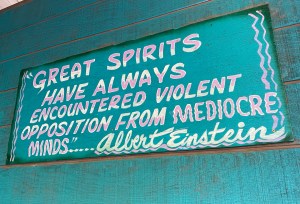 "GREAT SPIRITS
HAVE ALWAYS
ENCOUNTERED VIOLENT
OPPOSITION FROM MEDIOCRE
MINDS".....Albert Einstein